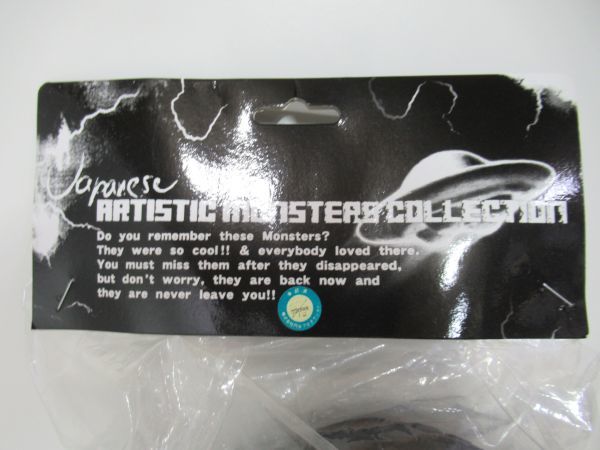 Japanese
ARTISTIC MONSTERS COLLECTION
Do you remember these Monsters?
They were so cool!! & everybody loved there.
You must miss them after they disappeared,
but don't worry, they are back now and
they are never leave you!!